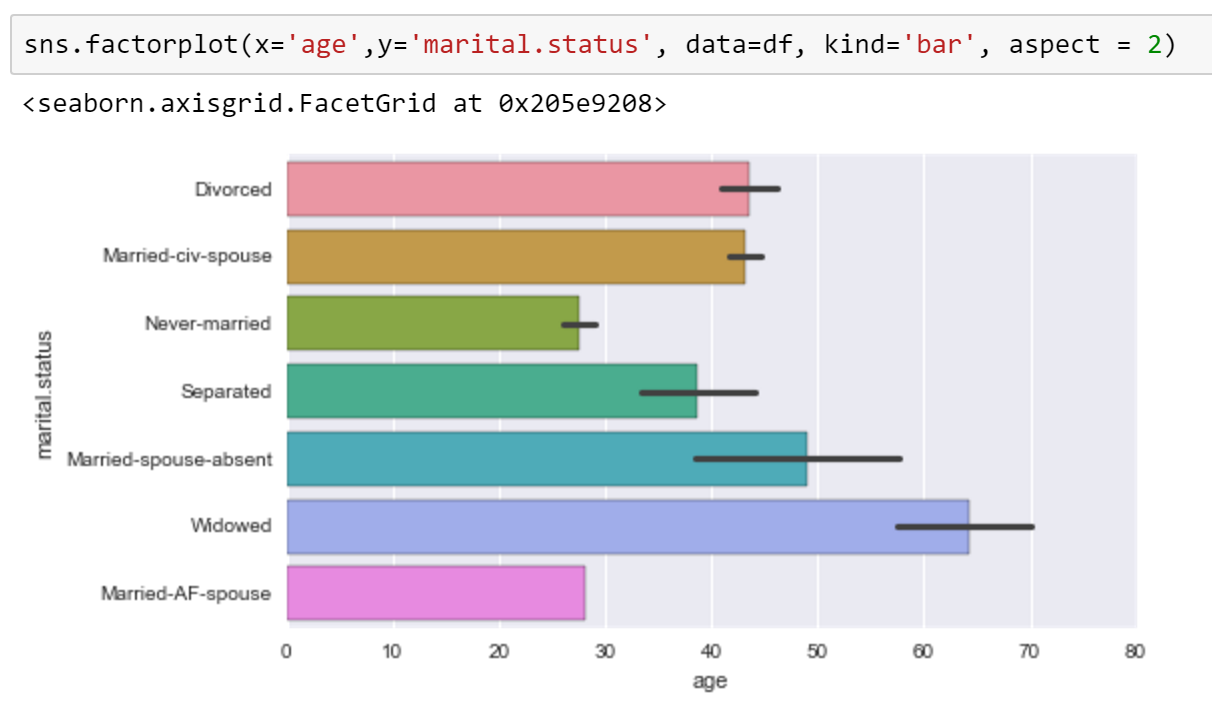 sns.factorplot(x='age',y='marital.status', data=df, kind='bar', aspect = 2)
<seaborn.axisgrid.FacetGrid at 0x205e9208>
Divorced
Married-civ-spouse
Never-married
Separated
Married-spouse-absent
Widowed
Married-AF-spouse
marital.status
0 10 20 30 40 50 60 70 80
age